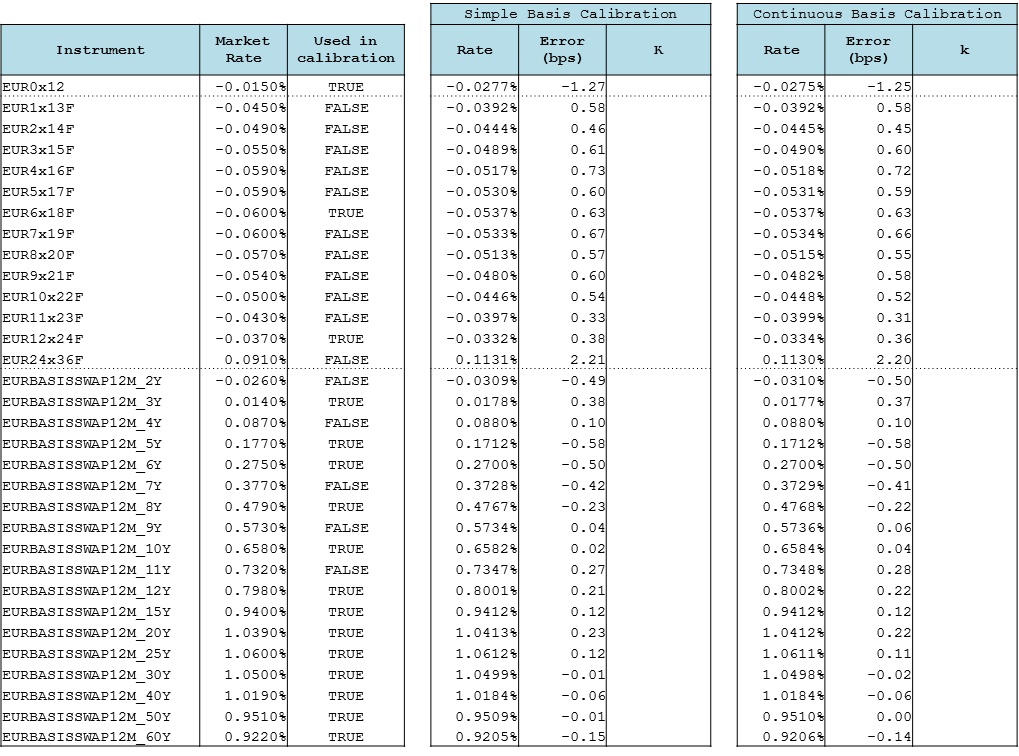 Simple Basis Calibration Continuous Basis Calibration
Instrument Market Rate Used in calibration Rate Error (bps) K Rate Error (bps) k
EUR0x12 -0.0150% TRUE -0.0277% -1.27 -0.0275% -1.25
EUR1x13F -0.0450% FALSE -0.0392% 0.58 -0.0392% 0.58
EUR2x14F -0.0490% FALSE -0.0444% 0.46 -0.0445% 0.45
EUR3x15F -0.0550% FALSE -0.0489% 0.61 -0.0490% 0.60
EUR4x16F -0.0590% FALSE -0.0517% 0.73 -0.0518% 0.72
EUR5x17F -0.0590% FALSE -0.0530% 0.60 -0.0531% 0.59
EUR6x18F -0.0600% TRUE -0.0537% 0.63 -0.0537% 0.63
EUR7x19F -0.0600% FALSE -0.0533% 0.67 -0.0534% 0.66
EUR8x20F -0.0570% FALSE -0.0513% 0.57 -0.0515% 0.55
EUR9x21F -0.0540% FALSE -0.0480% 0.60 -0.0482% 0.58
EUR10x22F -0.0500% FALSE -0.0446% 0.54 -0.0448% 0.52
EUR11x23F -0.0430% FALSE -0.0397% 0.33 -0.0399% 0.31
EUR12x24F -0.0370% TRUE -0.0332% 0.38 -0.0334% 0.36
EUR24x36F 0.0910% FALSE 0.1131% 2.21 0.1130% 2.20
EURBASISSWAP12M_2Y -0.0260% FALSE -0.0309% -0.49 -0.0310% -0.50
EURBASISSWAP12M_3Y 0.0140% TRUE 0.0178% 0.38 0.0177% 0.37
EURBASISSWAP12M_4Y 0.0870% FALSE 0.0880% 0.10 0.0880% 0.10
EURBASISSWAP12M_5Y 0.1770% TRUE 0.1712% -0.58 0.1712% -0.58
EURBASISSWAP12M_6Y 0.2750% TRUE 0.2700% -0.50 0.2700% -0.50
EURBASISSWAP12M_7Y 0.3770% FALSE 0.3728% -0.42 0.3729% -0.41
EURBASISSWAP12M_8Y 0.4790% TRUE 0.4767% -0.23 0.4768% -0.22
EURBASISSWAP12M_9Y 0.5730% FALSE 0.5734% 0.04 0.5736% 0.06
EURBASISSWAP12M_10Y 0.6580% TRUE 0.6582% 0.02 0.6584% 0.04
EURBASISSWAP12M_11Y 0.7320% FALSE 0.7347% 0.27 0.7348% 0.28
EURBASISSWAP12M_12Y 0.7980% TRUE 0.8001% 0.21 0.8002% 0.22
EURBASISSWAP12M_15Y 0.9400% TRUE 0.9412% 0.12 0.9412% 0.12
EURBASISSWAP12M_20Y 1.0390% TRUE 1.0413% 0.23 1.0412% 0.22
EURBASISSWAP12M_25Y 1.0600% TRUE 1.0612% 0.12 1.0611% 0.11
EURBASISSWAP12M_30Y 1.0500% TRUE 1.0499% -0.01 1.0498% -0.02
EURBASISSWAP12M_40Y 1.0190% TRUE 1.0184% -0.06 1.0184% -0.06
EURBASISSWAP12M_50Y 0.9510% TRUE 0.9509% -0.01 0.9510% 0.00
EURBASISSWAP12M_60Y 0.9220% TRUE 0.9205% -0.15 0.9206% -0.14